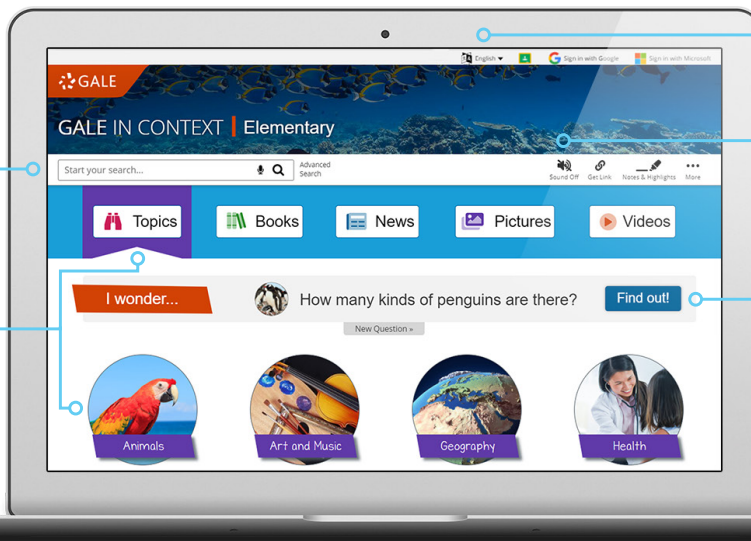 English ▾ Sign in with Google Sign in with Microsoft
GALE
GALE IN CONTEXT | Elementary
Start your search...
Advanced
Search
Sound Off Get Link Notes & Highlights More
Topics Books News Pictures Videos
I wonder... How many kinds of penguins are there? Find out!
New Question »
Animals Art and Music Geography Health